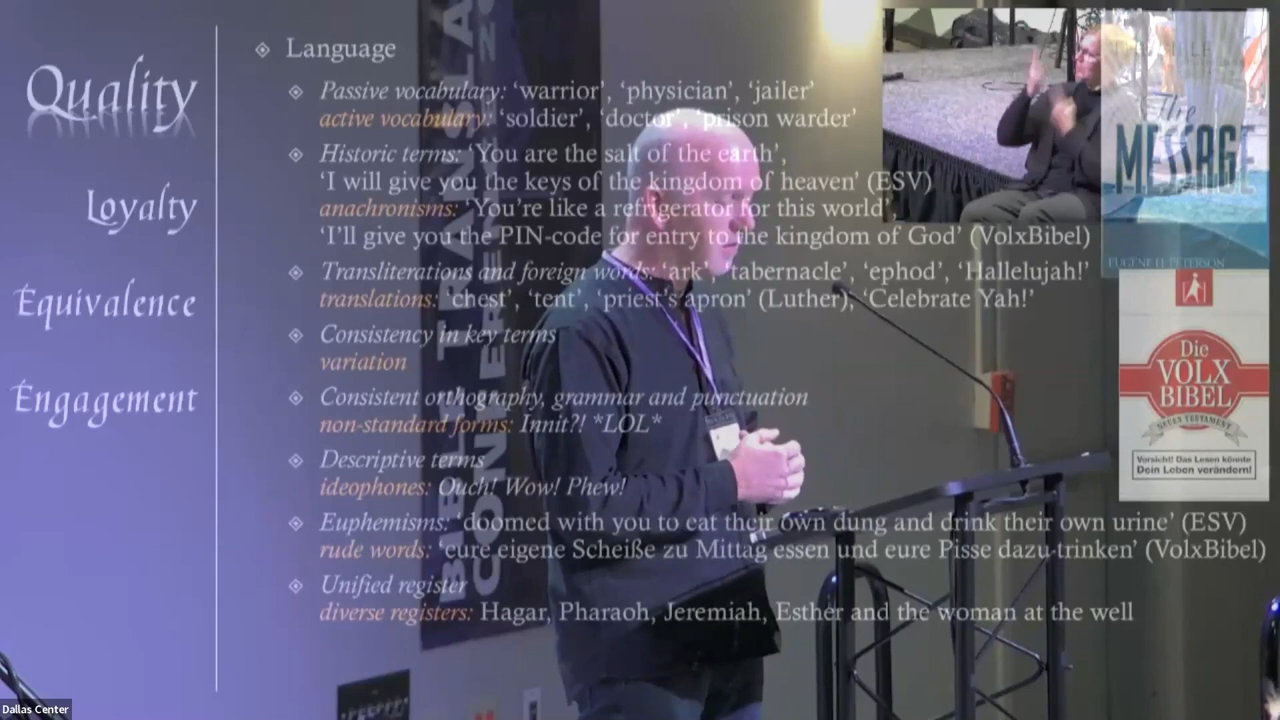 Quality
Loyalty
Equivalence
Engagement
Language
Passive vocabulary: ‘warrior’, ‘physician’, ‘jailer’
active vocabulary: ‘soldier’, ‘doctor’, ‘prison warder’
Historic terms: ‘You are the salt of the earth’,
‘I will give you the keys of the kingdom of heaven’ (ESV)
anachronisms: ‘You’re like a refrigerator for this world’
‘I’ll give you the PIN-code for entry to the kingdom of God’ (VolxBibel)
Transliterations and foreign words: ‘ark’, ‘tabernacle’, ‘ephod’, ‘Hallelujah!’
translations: ‘chest’, ‘tent’, ‘priest’s apron’ (Luther), ‘Celebrate Yah!’
Consistency in key terms
variation
Consistent orthography, grammar and punctuation
non-standard forms: Innit?! *LOL*
Descriptive terms
ideophones: Ouch! Wow! Phew!
Euphemisms: ‘doomed with you to eat their own dung and drink their own urine’ (ESV)
rude words: ‘eure eigene Scheiße zu Mittag essen und eure Pisse dazu trinken’ (VolxBibel)
Unified register
diverse registers: Hagar, Pharaoh, Jeremiah, Esther and the woman at the well
The
MESSAGE
EUGENE H. PETERSON
Die
VOLX
BIBEL
NEUES TESTAMENT
Vorsicht! Das Lesen könnte
Dein Leben verändern!
Dallas Center